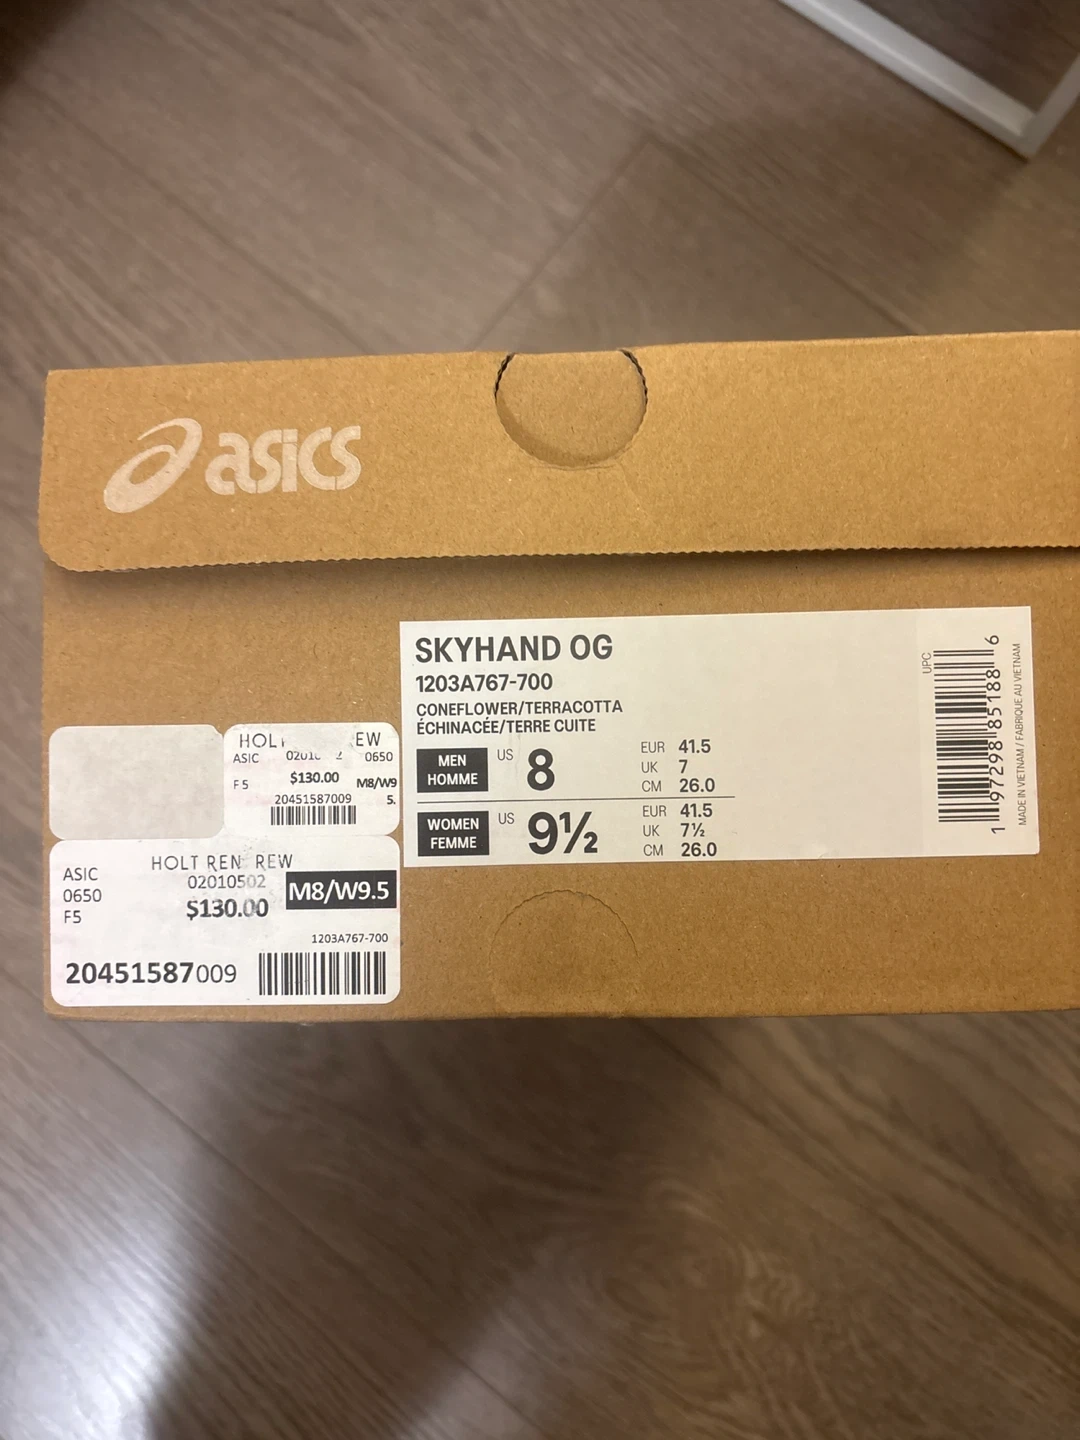 asics
SKYHAND OG
1203A767-700
CONEFLOWER/TERRACOTTA
ÉCHINACÉE/TERRE CUITE
MEN
HOMME
US 8
EUR 41.5
UK 7
CM 26.0
WOMEN
FEMME
US 9½
EUR 41.5
UK 7½
CM 26.0
UPC
1 97298 85188 6
MADE IN VIETNAM / FABRIQUE AU VIETNAM
ASIC 0650
F5 $130.00 M8/W9
20451587009 5.
HOLT REN REW
ASIC
02010502
0650
$130.00
M8/W9.5
F5
1203A767-700
20451587009